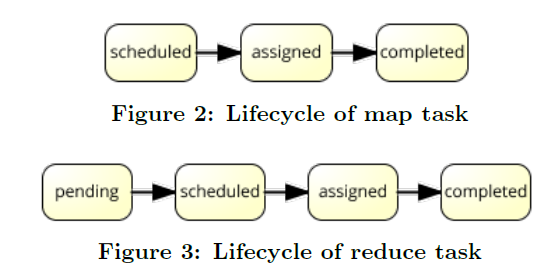 scheduled assigned completed
Figure 2: Lifecycle of map task
pending scheduled assigned completed
Figure 3: Lifecycle of reduce task